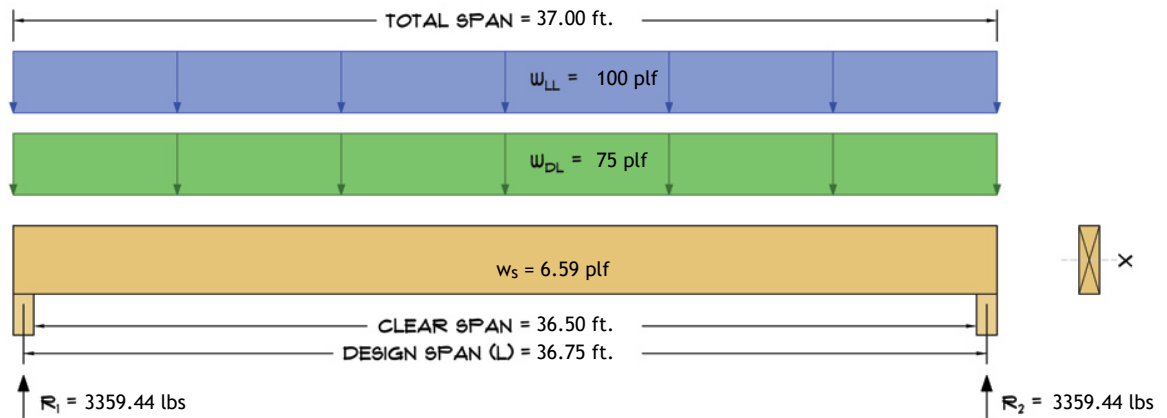 TOTAL SPAN = 37.00 ft.
WLL = 100 plf
WDL = 75 plf
ws = 6.59 plf
X
CLEAR SPAN = 36.50 ft.
DESIGN SPAN (L) = 36.75 ft.
R1 = 3359.44 lbs
R2 = 3359.44 lbs